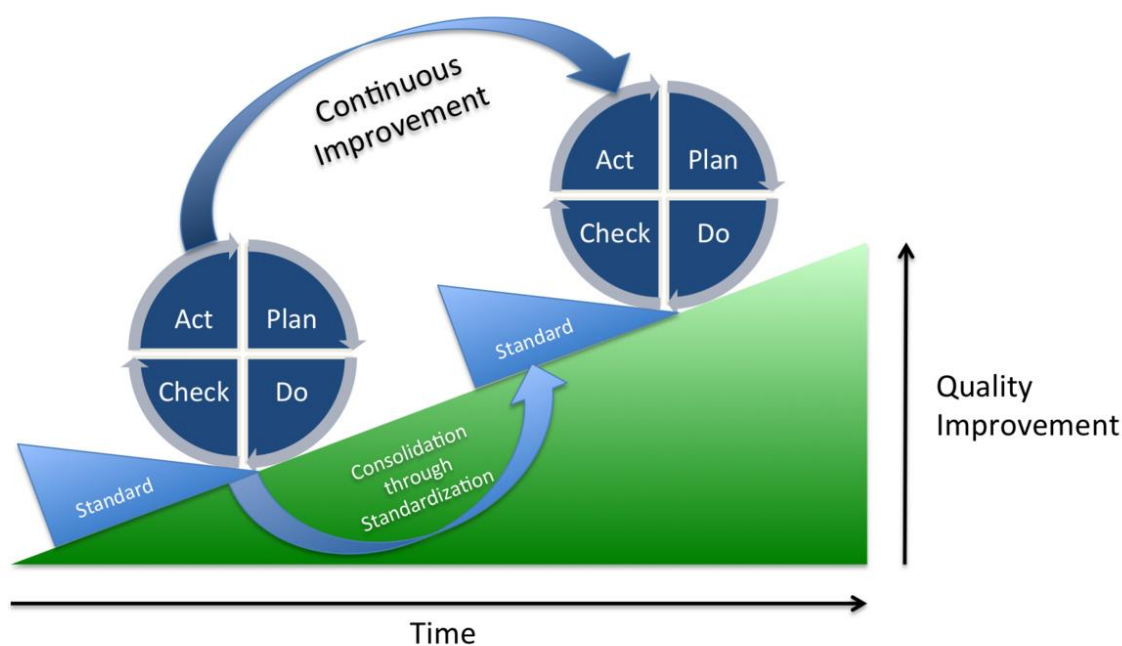 Continuous
Improvement
Act
Plan
Check
Do
Act
Plan
Check
Do
Standard
Standard
Consolidation
through
Standardization
Quality
Improvement
Time